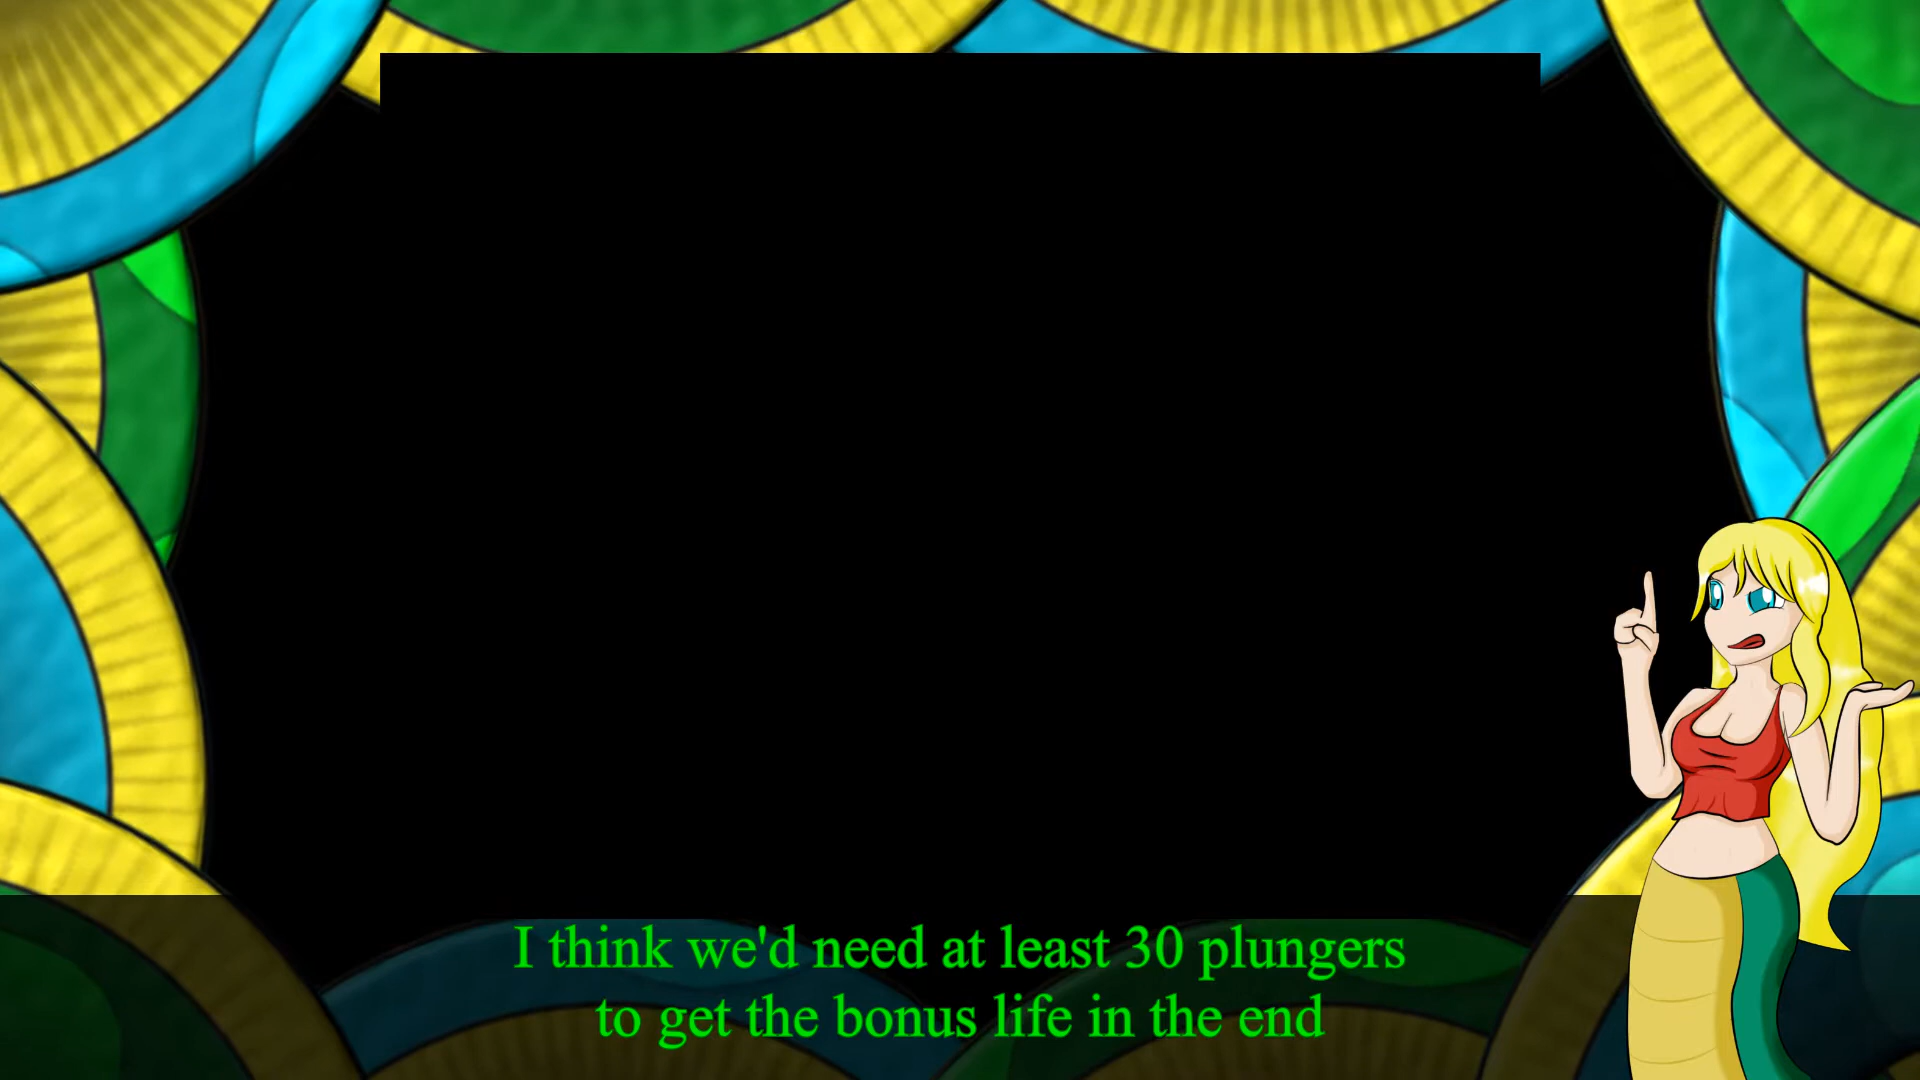 I think we'd need at least 30 plungers
to get the bonus life in the end